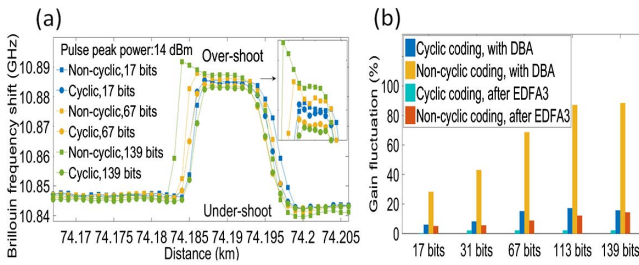 (a)
Pulse peak power:14 dBm
Over-shoot
Non-cyclic,17 bits
Cyclic,17 bits
Non-cyclic,67 bits
Cyclic,67 bits
Non-cyclic,139 bits
Cyclic,139 bits
Under-shoot
Brillouin frequency shift (GHz)
10.89
10.88
10.87
10.86
10.85
10.84
74.17 74.175 74.18 74.185 74.19 74.195 74.2 74.205
Distance (km)
(b)
Cyclic coding, with DBA
Non-cyclic coding, with DBA
Cyclic coding, after EDFA3
Non-cyclic coding, after EDFA3
Gain fluctuation (%)
100
80
60
40
20
0
17 bits 31 bits 67 bits 113 bits 139 bits